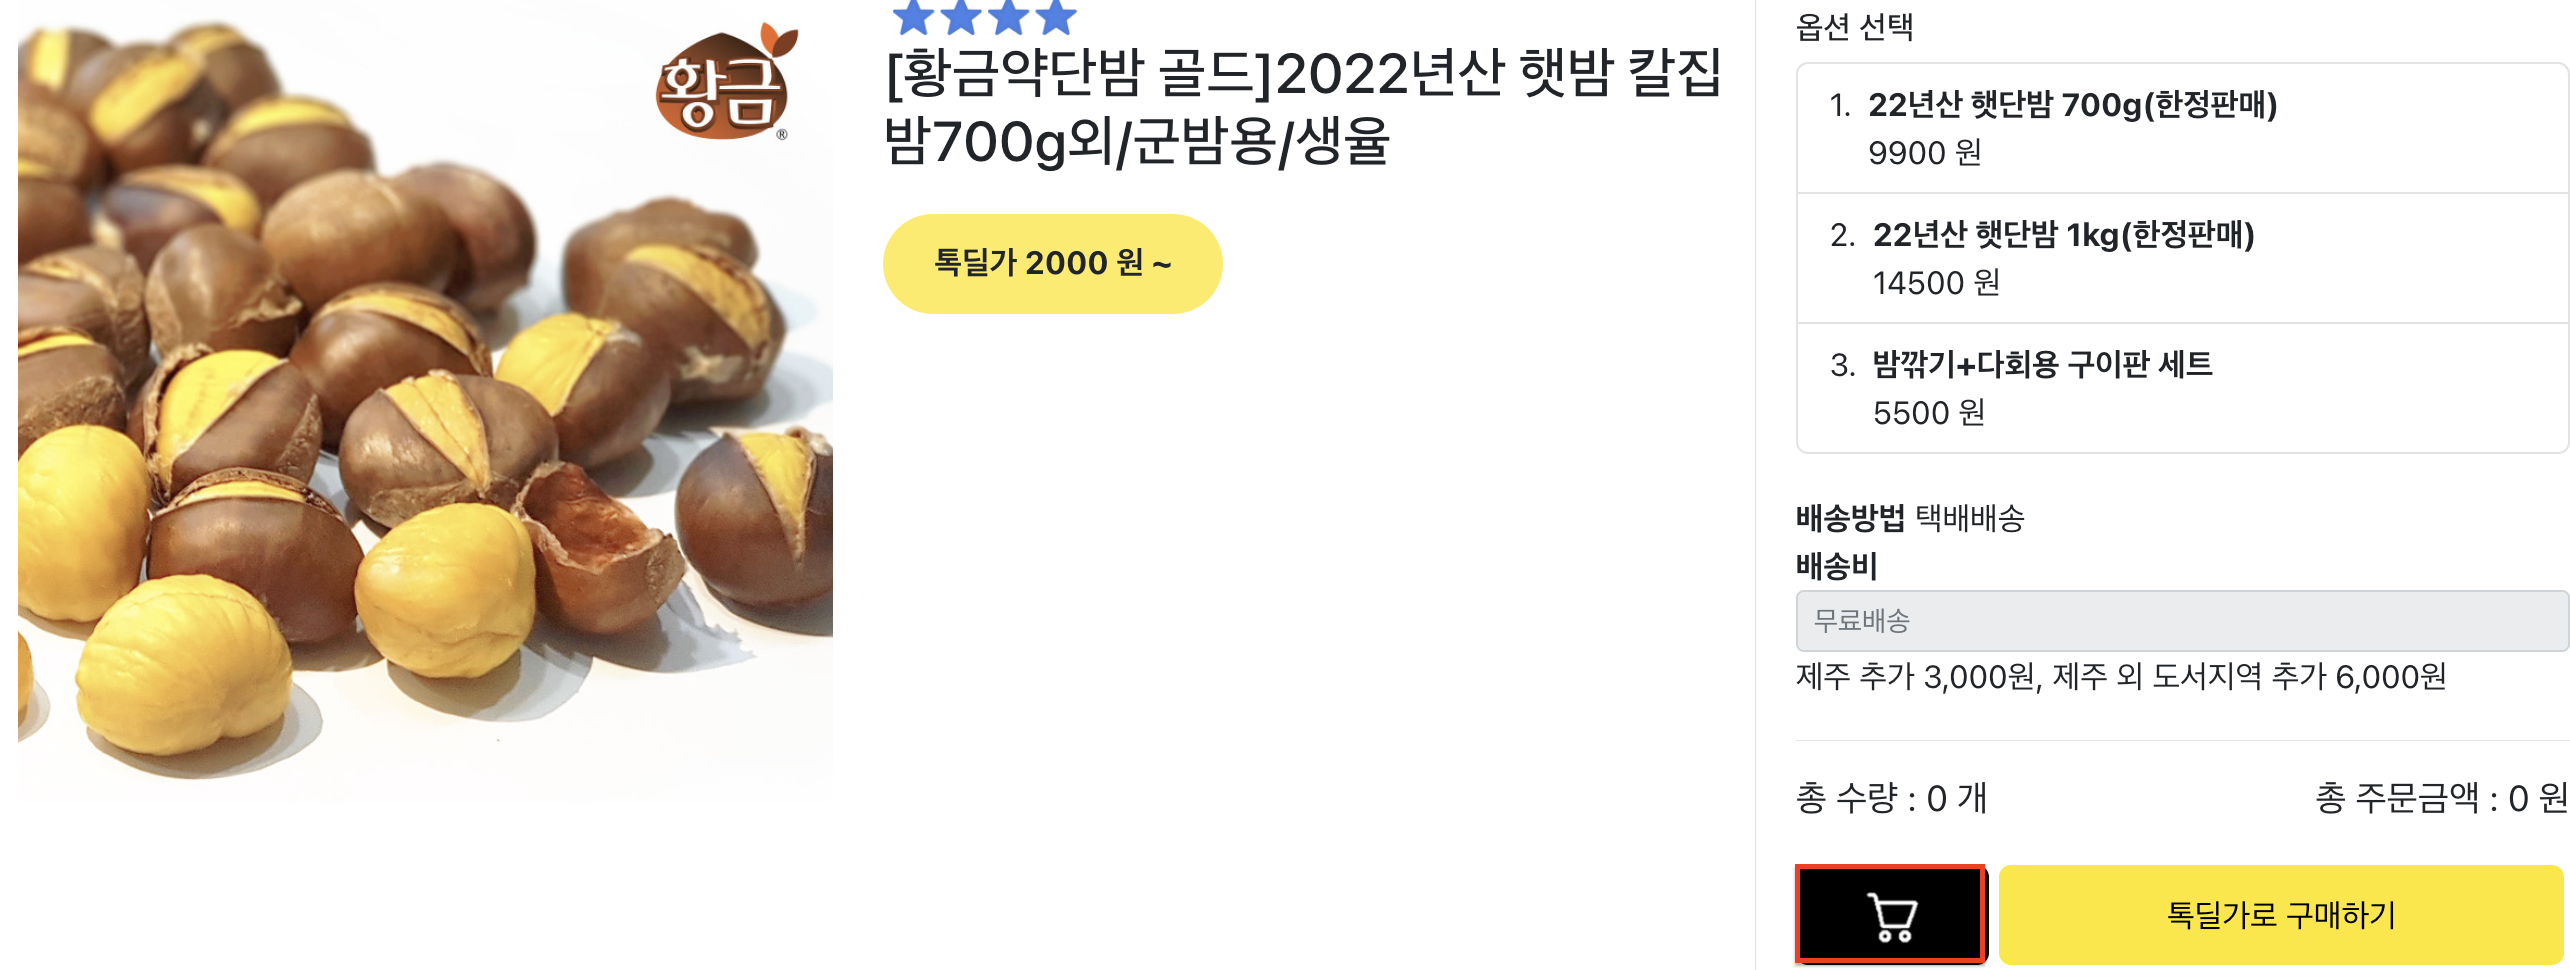 황금
®
[황금약단밤 골드]2022년산 햇밤 칼집
밤700g외/군밤용/생율
톡딜가 2000 원 ~
옵션 선택
1. 22년산 햇단밤 700g(한정판매)
9900 원
2. 22년산 햇단밤 1kg(한정판매)
14500 원
3. 밤깎기+다회용 구이판 세트
5500 원
배송방법 택배배송
배송비
무료배송
제주 추가 3,000원, 제주 외 도서지역 추가 6,000원
총 수량 : 0 개
총 주문금액 : 0 원
톡딜가로 구매하기